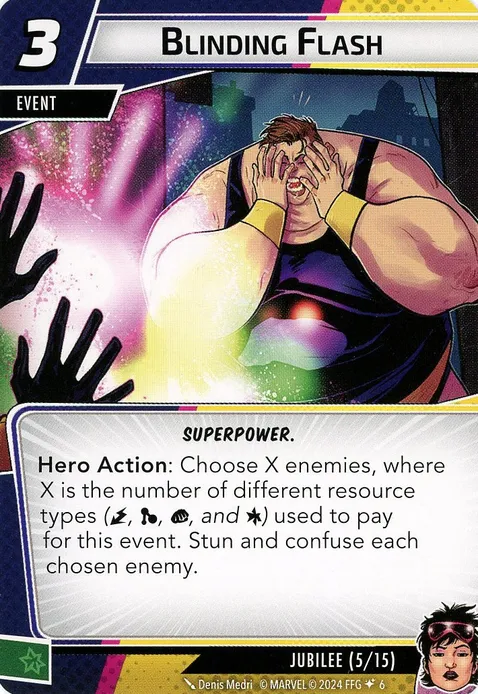 3
BLINDING FLASH
EVENT
SUPERPOWER.
Hero Action: Choose X enemies, where
X is the number of different resource
types (, , , and ) used to pay
for this event. Stun and confuse each
chosen enemy.
JUBILEE (5/15)
Denis Medri © MARVEL © 2024 FFG 6